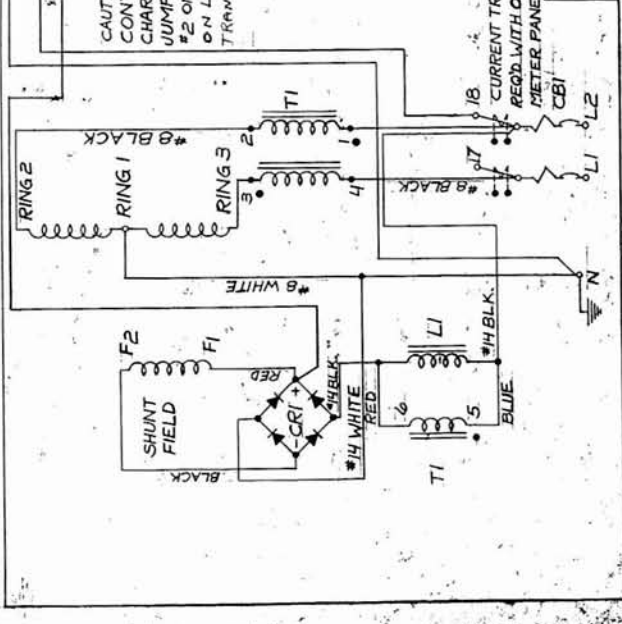 CAUT
CON
CHAR
JUMP
#2 O
ON L
TRAN
RING 2
RING 1
RING 3
#8 BLACK
2
T1
1
3
4
#8 BLACK
18
17
CURRENT TR
REQ'D WITH O
METER PANE
CB1
L2
L1
#8 WHITE
N
F2
F1
SHUNT
FIELD
RED
BLACK
+
-
CR1
#14 BLK.
#14 WHITE
RED
6
5
L1
#14 BLK.
BLUE
T1